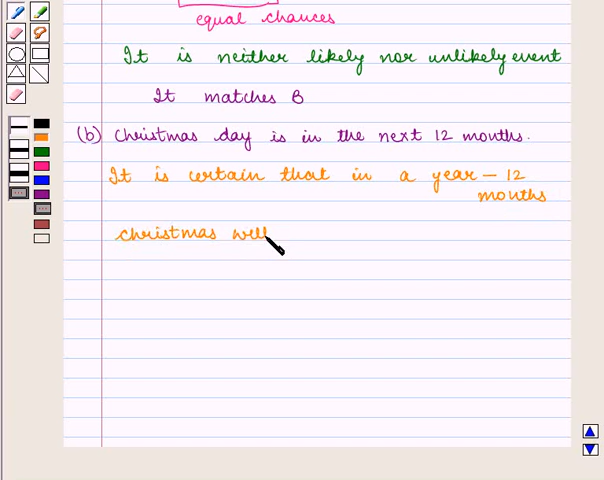 equal chances
It is neither likely nor unlikely event
It matches B
(b) Christmas day is in the next 12 months.
It is certain that in a year – 12
months
Christmas will